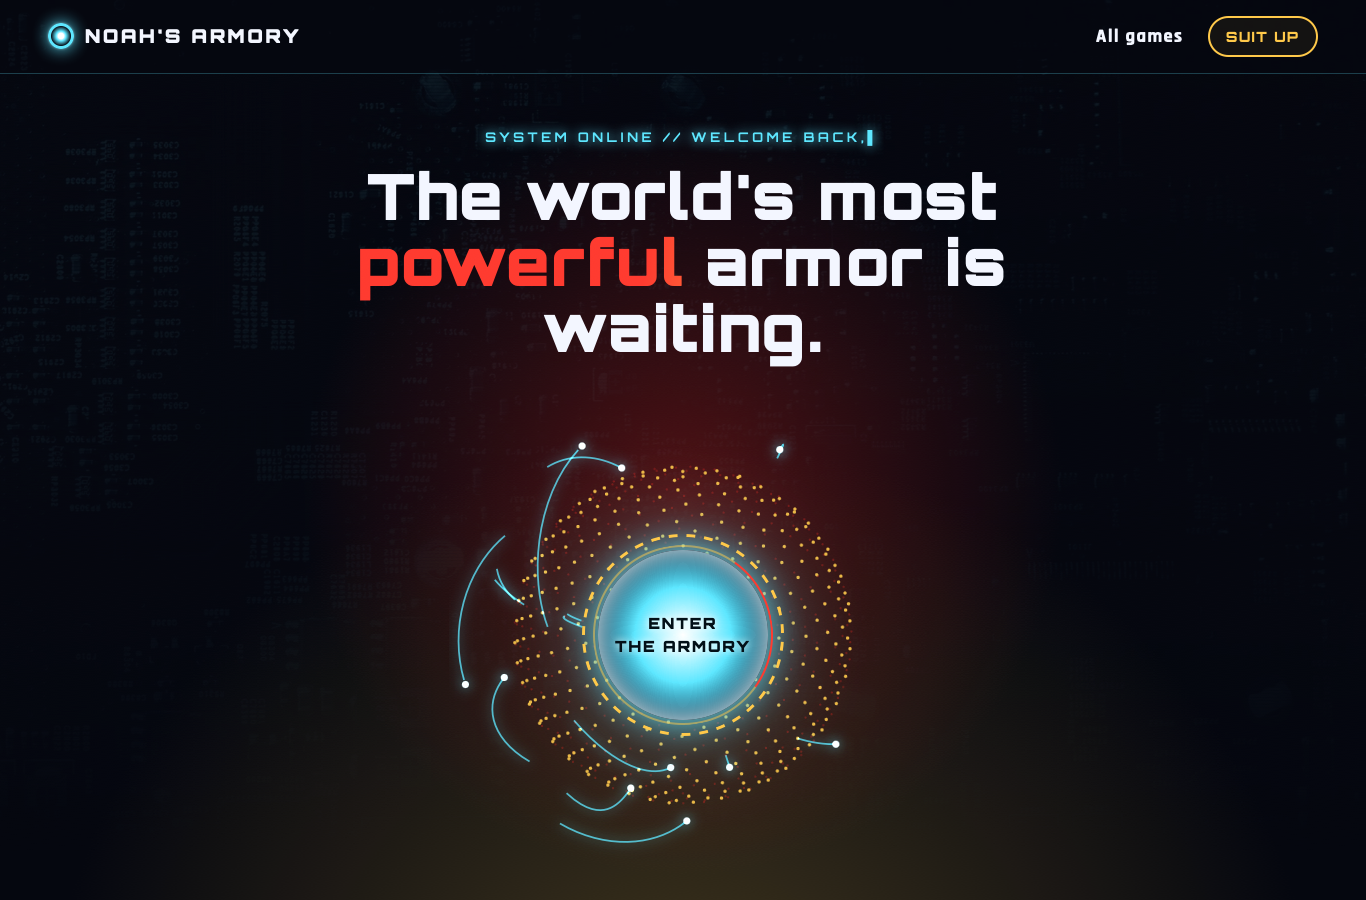 NOAH'S ARMORY
All games
SUIT UP
SYSTEM ONLINE // WELCOME BACK,
The world's most
powerful armor is
waiting.
ENTER
THE ARMORY